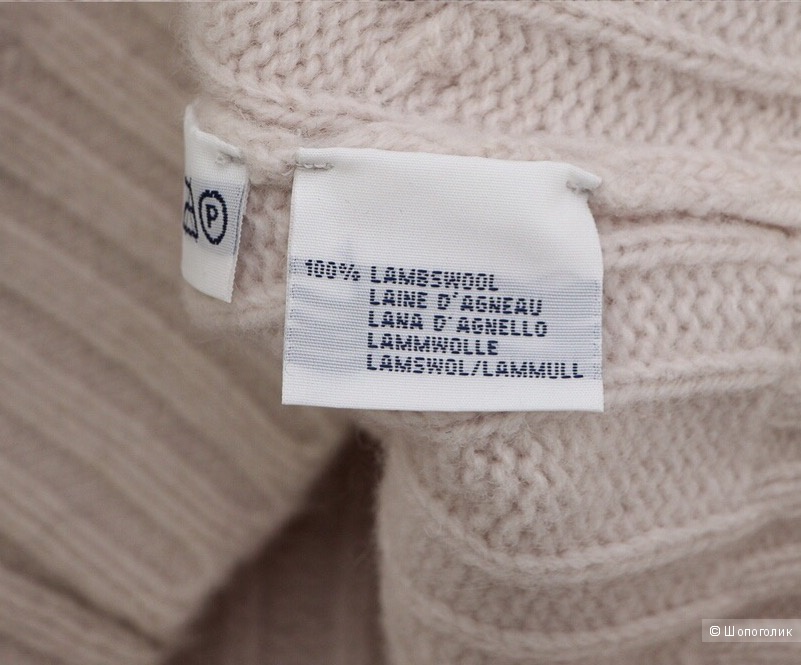 P
100% LAMBSWOOL
LAINE D'AGNEAU
LANA D'AGNELLO
LAMMWOLLE
LAMSWOL/LAMMULL
© Шопоголик